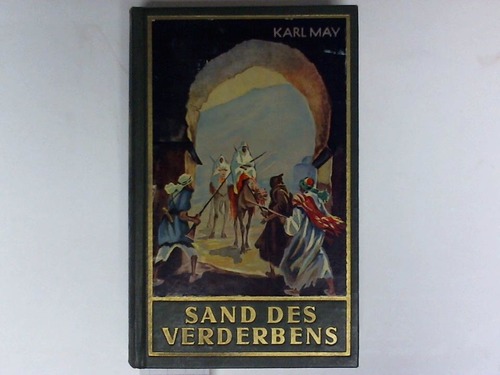 KARL MAY
SAND DES
VERDERBENS